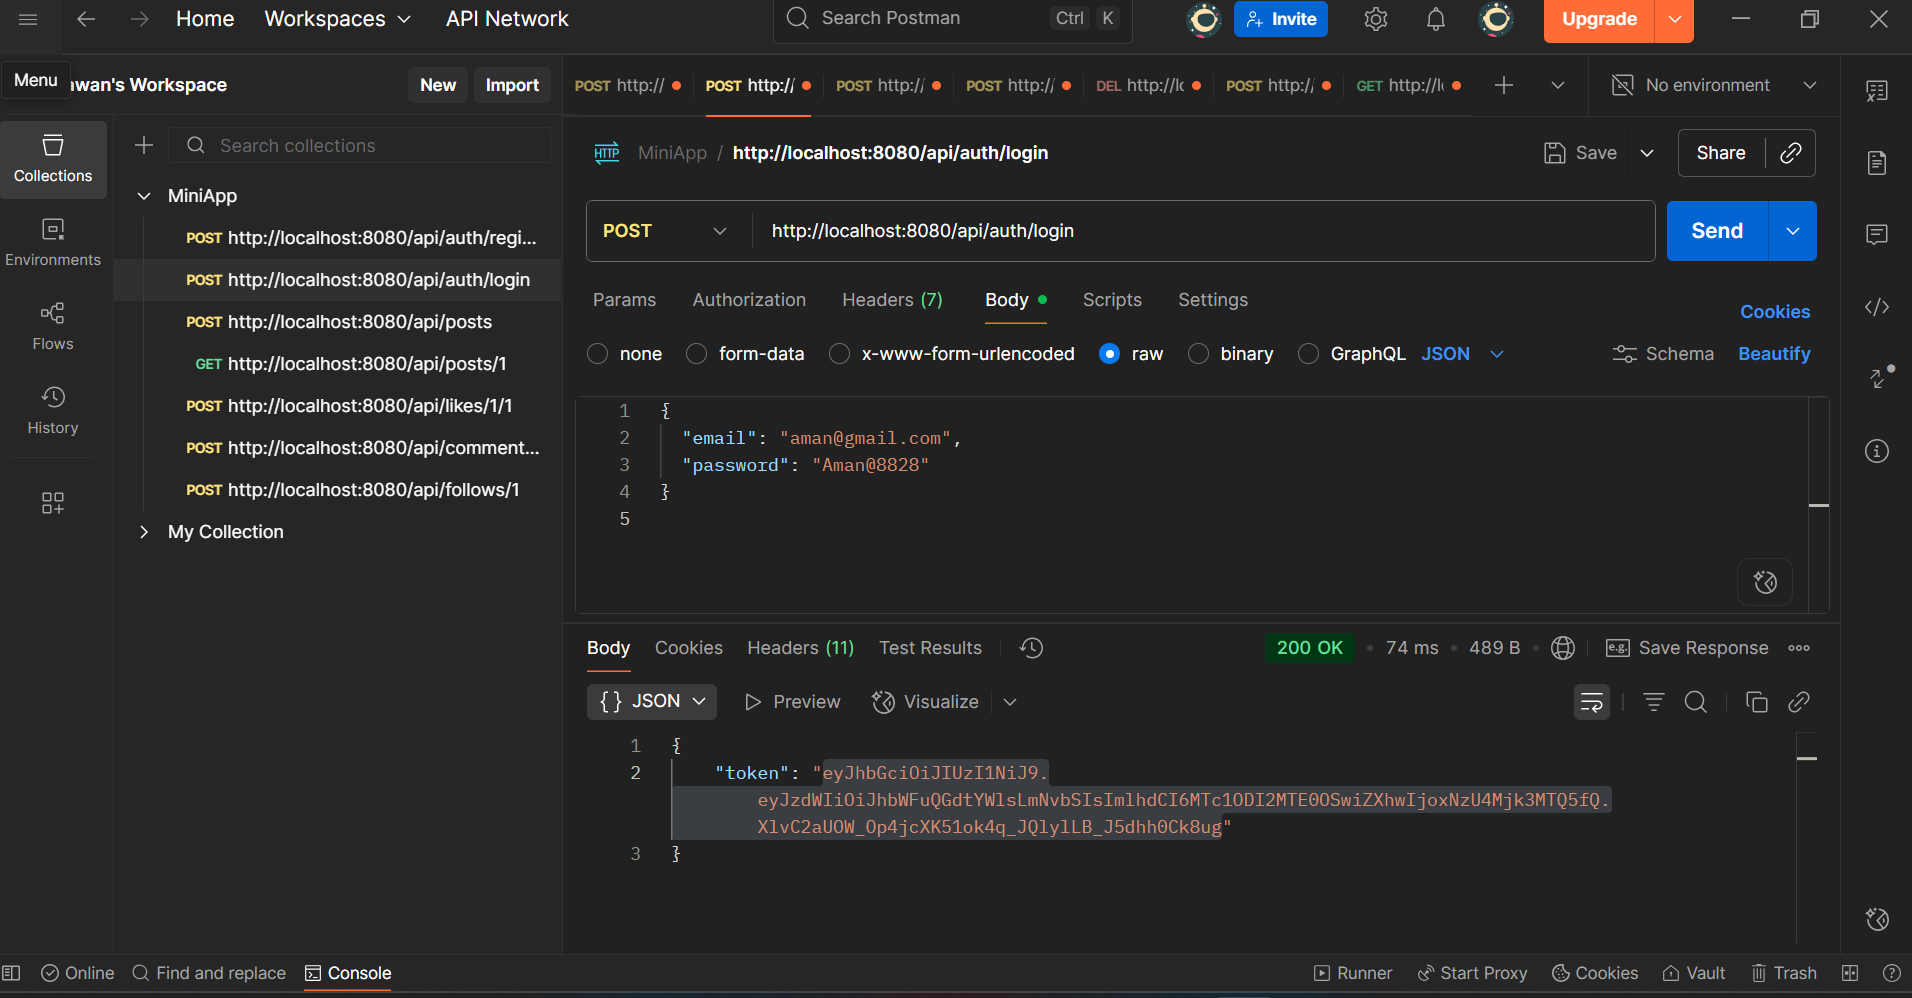 Home
Workspaces
API Network
Search Postman
Ctrl K
Invite
Upgrade
Menu
awan's Workspace
New
Import
POST http:/
POST http:/
POST http:/
POST http:/
DEL http://lo
POST http:/
GET http://l
No environment
Collections
Environments
Flows
History
Search collections
MiniApp
POST http://localhost:8080/api/auth/regi...
POST http://localhost:8080/api/auth/login
POST http://localhost:8080/api/posts
GET http://localhost:8080/api/posts/1
POST http://localhost:8080/api/likes/1/1
POST http://localhost:8080/api/comment...
POST http://localhost:8080/api/follows/1
My Collection
HTTP MiniApp / http://localhost:8080/api/auth/login
Save
Share
POST http://localhost:8080/api/auth/login
Send
Params Authorization Headers (7) Body Scripts Settings
Cookies
none form-data x-www-form-urlencoded raw binary GraphQL JSON
Schema Beautify
1 {
2 "email": "aman@gmail.com",
3 "password": "Aman@8828"
4 }
5
Body Cookies Headers (11) Test Results
200 OK • 74 ms • 489 B •
e.g. Save Response
{} JSON Preview Visualize
1 {
2 "token": "eyJhbGciOiJIUzI1NiJ9.
eyJzdWIiOiJhbWFuQGdtYWlsLmNvbSIsImlhdCI6MTc1ODI2MTE0OSwiZXhwIjoxNzU4Mjk3MTQ5fQ.
XlvC2aUOW_Op4jcXK51ok4q_JQlylLB_J5dhh0Ck8ug"
3 }
Online
Find and replace
Console
Runner
Start Proxy
Cookies
Vault
Trash